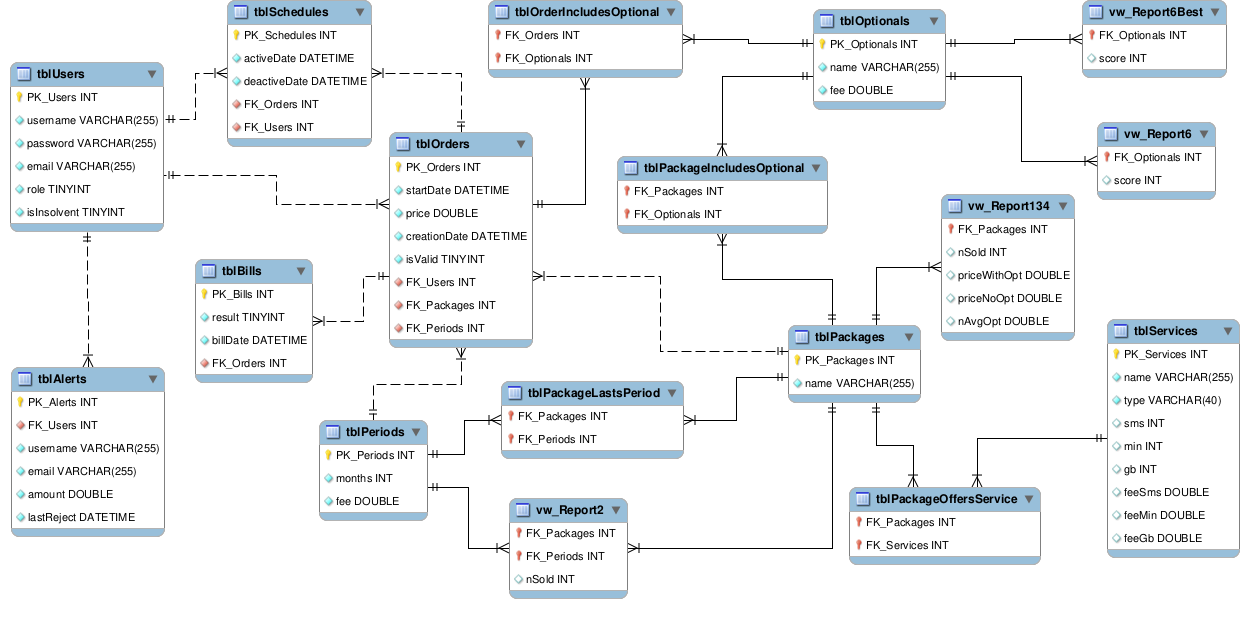 tblSchedules
PK_Schedules INT
activeDate DATETIME
deactiveDate DATETIME
FK_Orders INT
FK_Users INT
tblOrderIncludesOptional
FK_Orders INT
FK_Optionals INT
tblOptionals
PK_Optionals INT
name VARCHAR(255)
fee DOUBLE
vw_Report6Best
FK_Optionals INT
score INT
tblUsers
PK_Users INT
username VARCHAR(255)
password VARCHAR(255)
email VARCHAR(255)
role TINYINT
isInsolvent TINYINT
tblOrders
PK_Orders INT
startDate DATETIME
price DOUBLE
creationDate DATETIME
isValid TINYINT
FK_Users INT
FK_Packages INT
FK_Periods INT
tblPackageIncludesOptional
FK_Packages INT
FK_Optionals INT
vw_Report6
FK_Optionals INT
score INT
vw_Report134
FK_Packages INT
nSold INT
priceWithOpt DOUBLE
priceNoOpt DOUBLE
nAvgOpt DOUBLE
tblBills
PK_Bills INT
result TINYINT
billDate DATETIME
FK_Orders INT
tblPackages
PK_Packages INT
name VARCHAR(255)
tblServices
PK_Services INT
name VARCHAR(255)
type VARCHAR(40)
sms INT
min INT
gb INT
feeSms DOUBLE
feeMin DOUBLE
feeGb DOUBLE
tblAlerts
PK_Alerts INT
FK_Users INT
username VARCHAR(255)
email VARCHAR(255)
amount DOUBLE
lastReject DATETIME
tblPackageLastsPeriod
FK_Packages INT
FK_Periods INT
tblPeriods
PK_Periods INT
months INT
fee DOUBLE
vw_Report2
FK_Packages INT
FK_Periods INT
nSold INT
tblPackageOffersService
FK_Packages INT
FK_Services INT